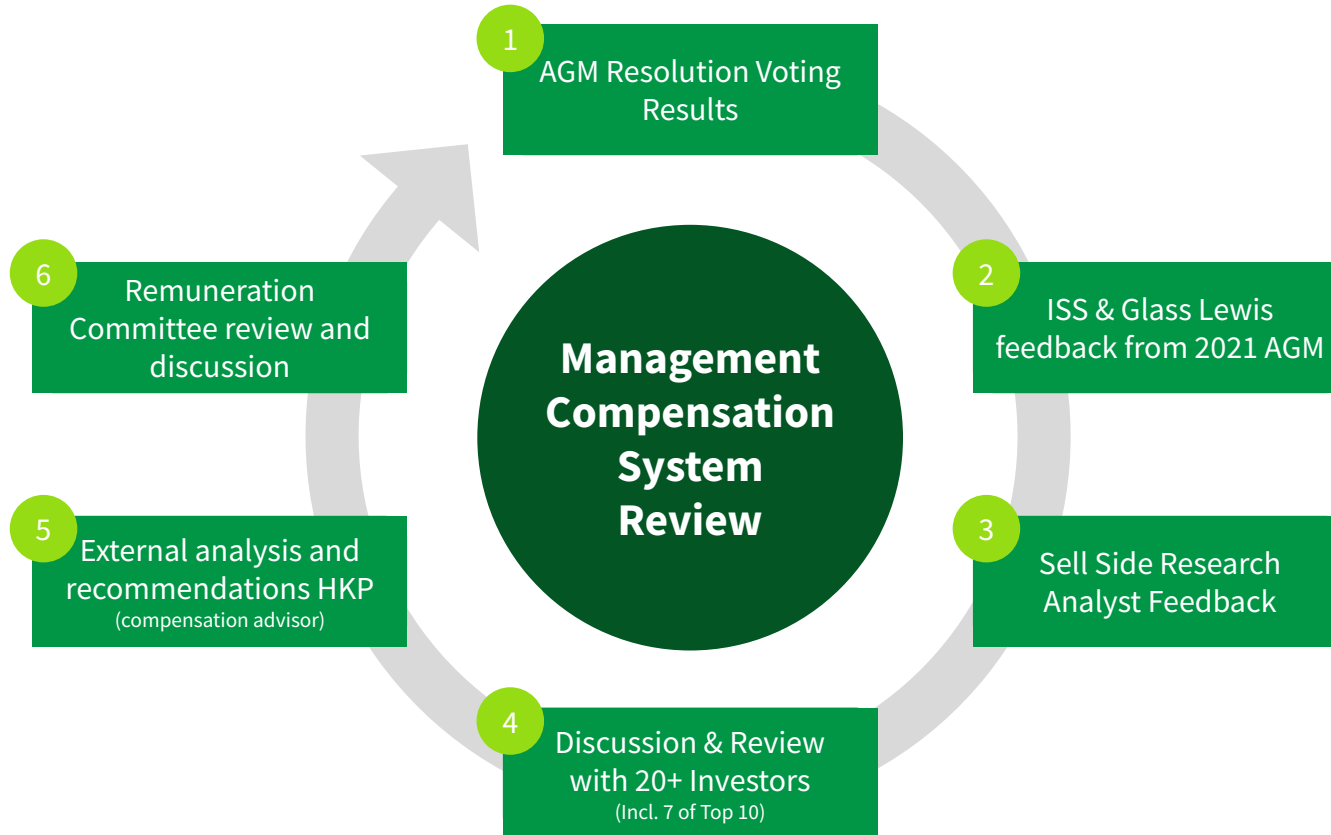 1
AGM Resolution Voting
Results
2
ISS & Glass Lewis
feedback from 2021 AGM
3
Sell Side Research
Analyst Feedback
4
Discussion & Review
with 20+ Investors
(Incl. 7 of Top 10)
5
External analysis and
recommendations HKP
(compensation advisor)
6
Remuneration
Committee review and
discussion
Management
Compensation
System
Review